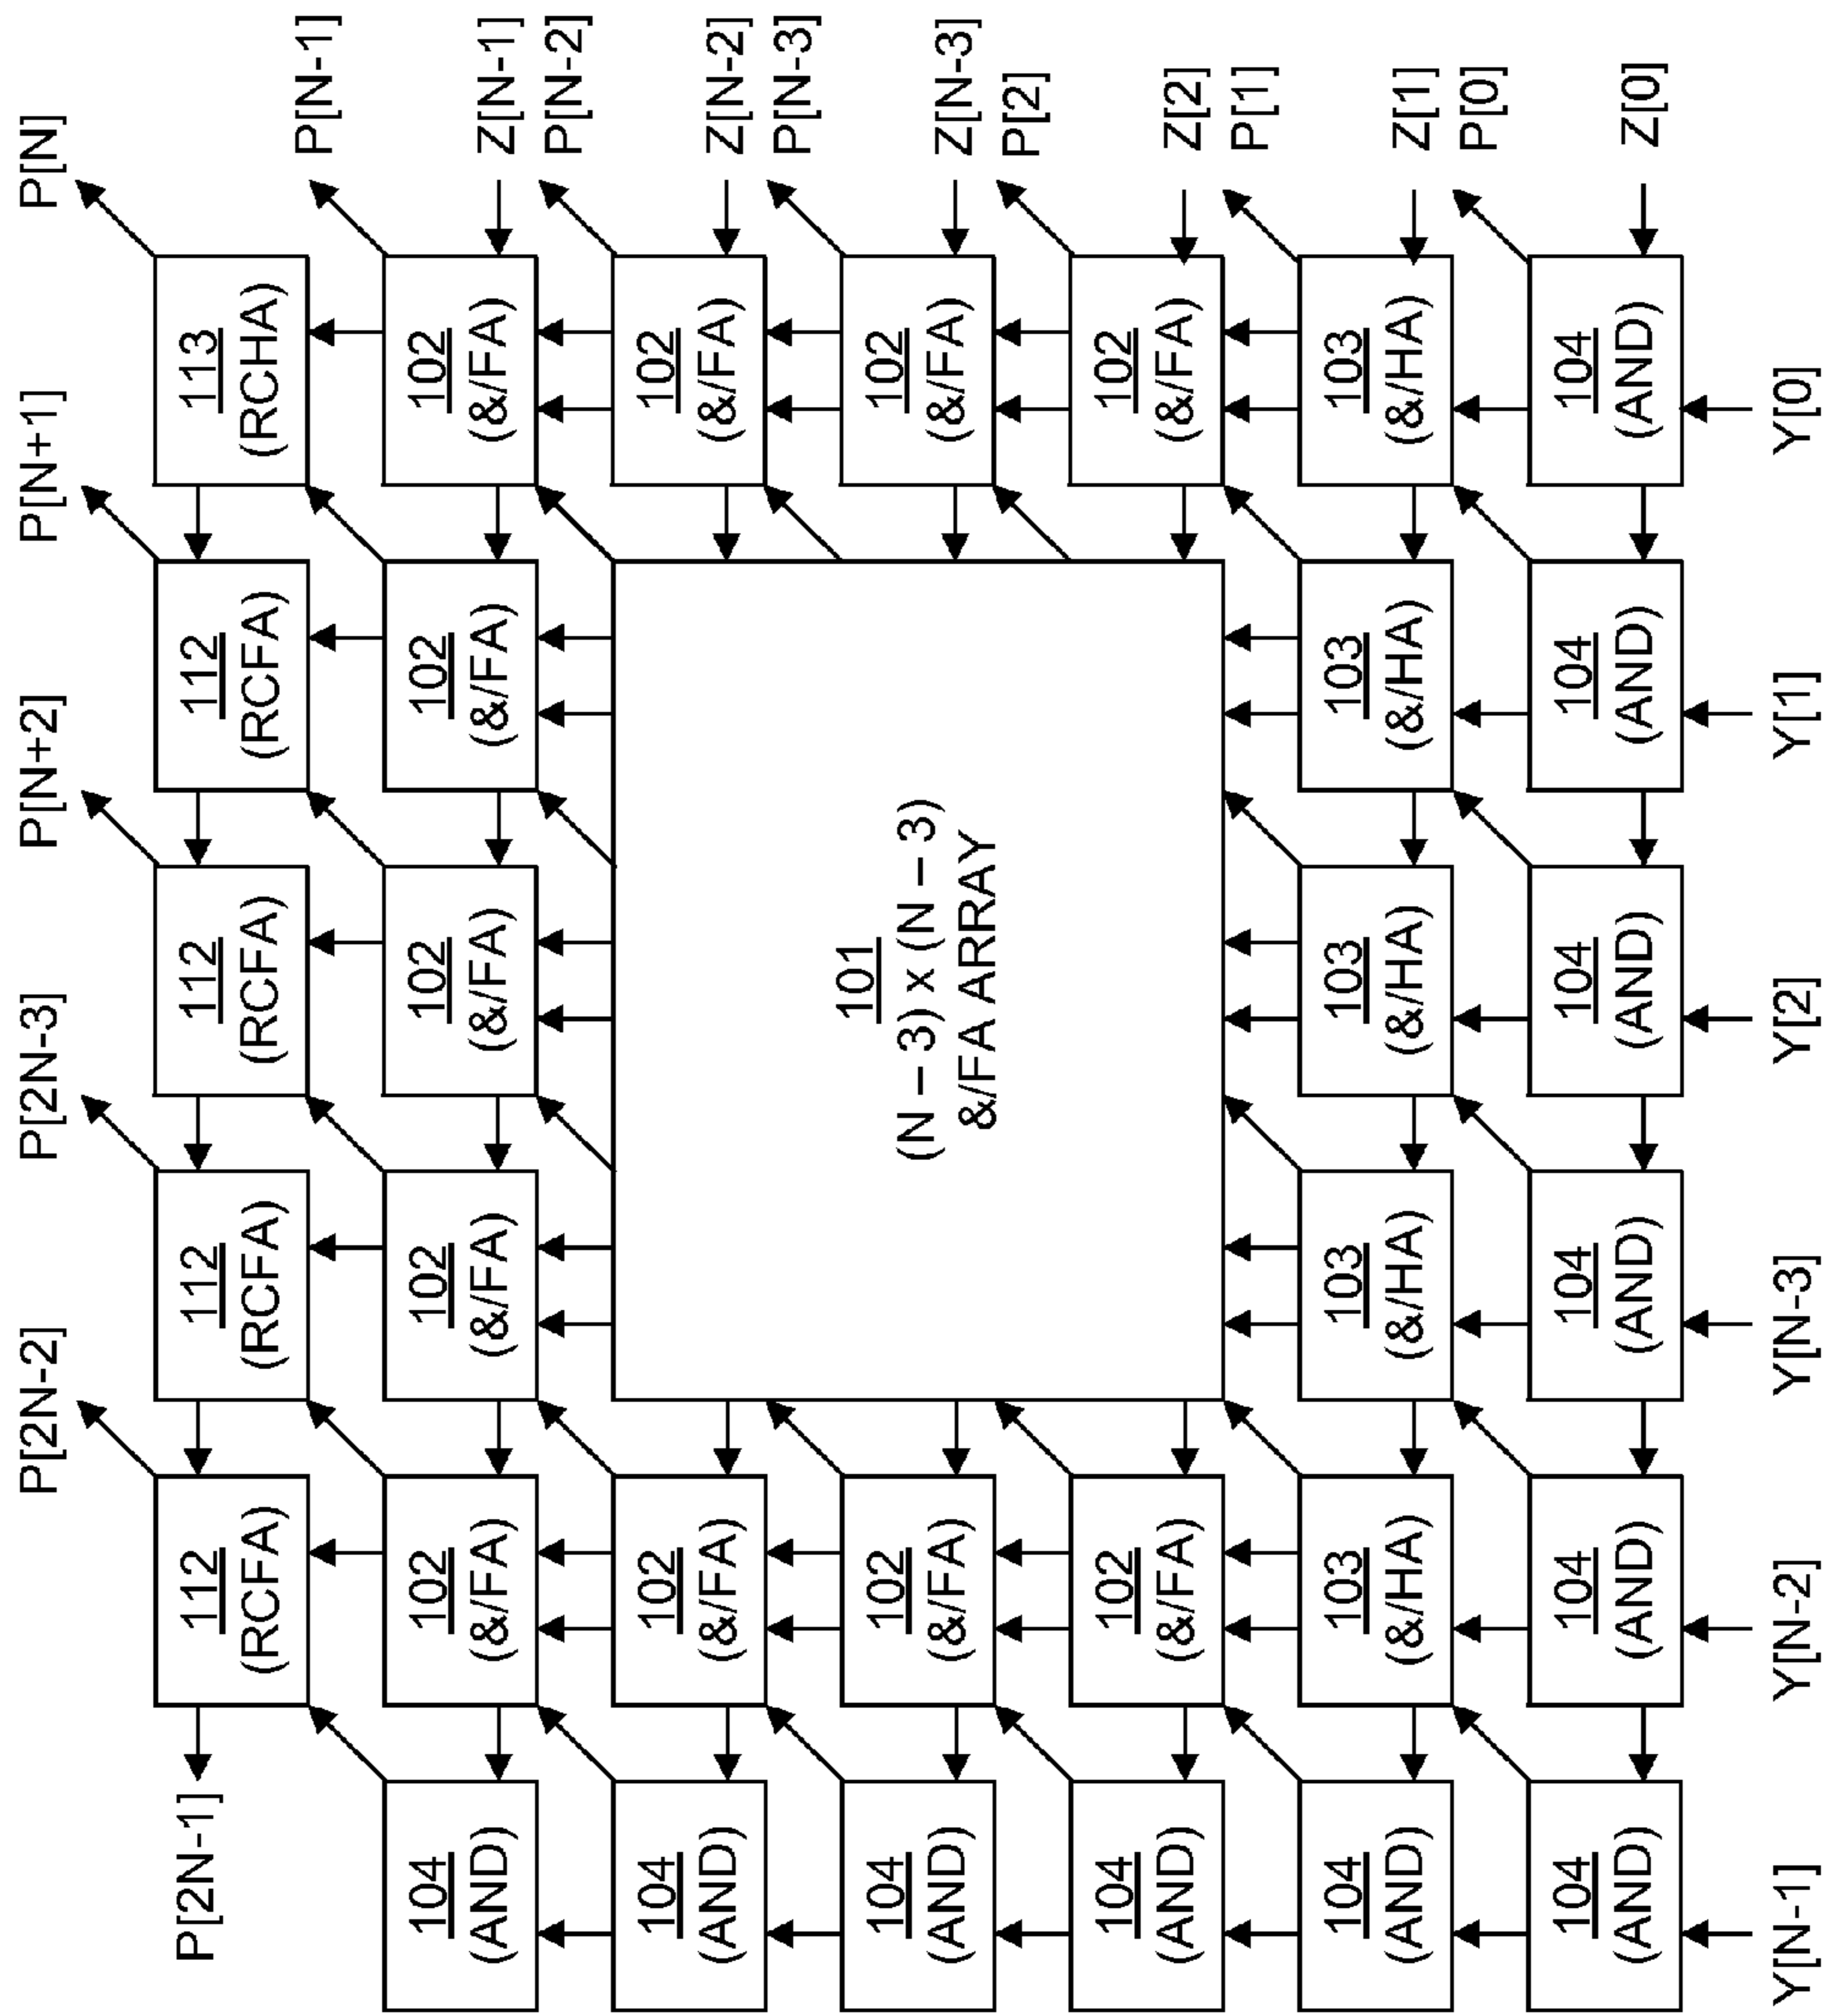 P[2N-2]
P[2N-3]
P[N+2]
P[N+1]
P[N]
P[2N-1]
112
(RCFA)
112
(RCFA)
112
(RCFA)
112
(RCFA)
113
(RCHA)
P[N-1]
104
(AND)
102
(&/FA)
102
(&/FA)
102
(&/FA)
102
(&/FA)
102
(&/FA)
Z[N-1]
P[N-2]
104
(AND)
102
(&/FA)
102
(&/FA)
Z[N-2]
P[N-3]
104
(AND)
102
(&/FA)
101
(N – 3) x (N – 3)
&/FA ARRAY
102
(&/FA)
Z[N-3]
P[2]
104
(AND)
102
(&/FA)
102
(&/FA)
Z[2]
P[1]
104
(AND)
103
(&/HA)
103
(&/HA)
103
(&/HA)
103
(&/HA)
103
(&/HA)
Z[1]
P[0]
104
(AND)
104
(AND)
104
(AND)
104
(AND)
104
(AND)
104
(AND)
Z[0]
Y[N-1]
Y[N-2]
Y[N-3]
Y[2]
Y[1]
Y[0]